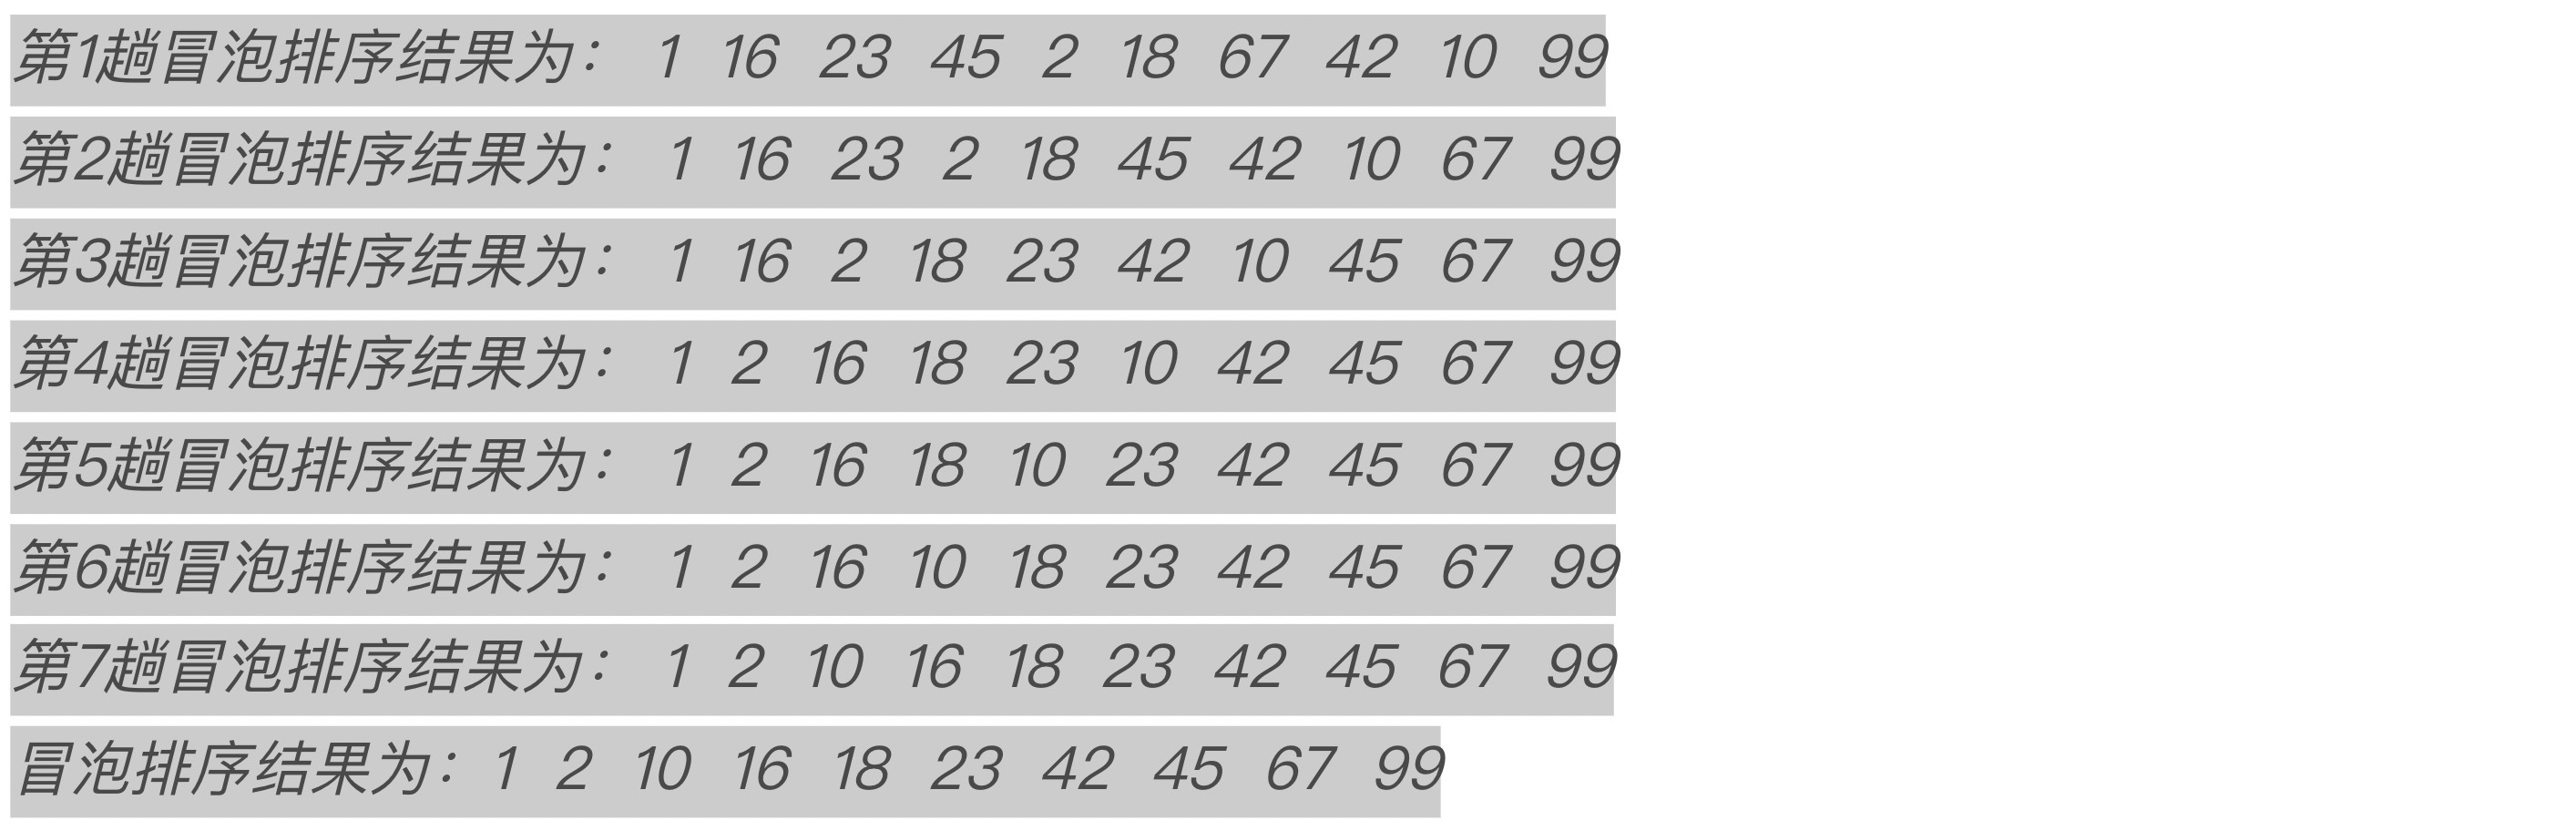 第1趟冒泡排序结果为： 1 16 23 45 2 18 67 42 10 99
第2趟冒泡排序结果为： 1 16 23 2 18 45 42 10 67 99
第3趟冒泡排序结果为： 1 16 2 18 23 42 10 45 67 99
第4趟冒泡排序结果为： 1 2 16 18 23 10 42 45 67 99
第5趟冒泡排序结果为： 1 2 16 18 10 23 42 45 67 99
第6趟冒泡排序结果为： 1 2 16 10 18 23 42 45 67 99
第7趟冒泡排序结果为： 1 2 10 16 18 23 42 45 67 99
冒泡排序结果为：1 2 10 16 18 23 42 45 67 99